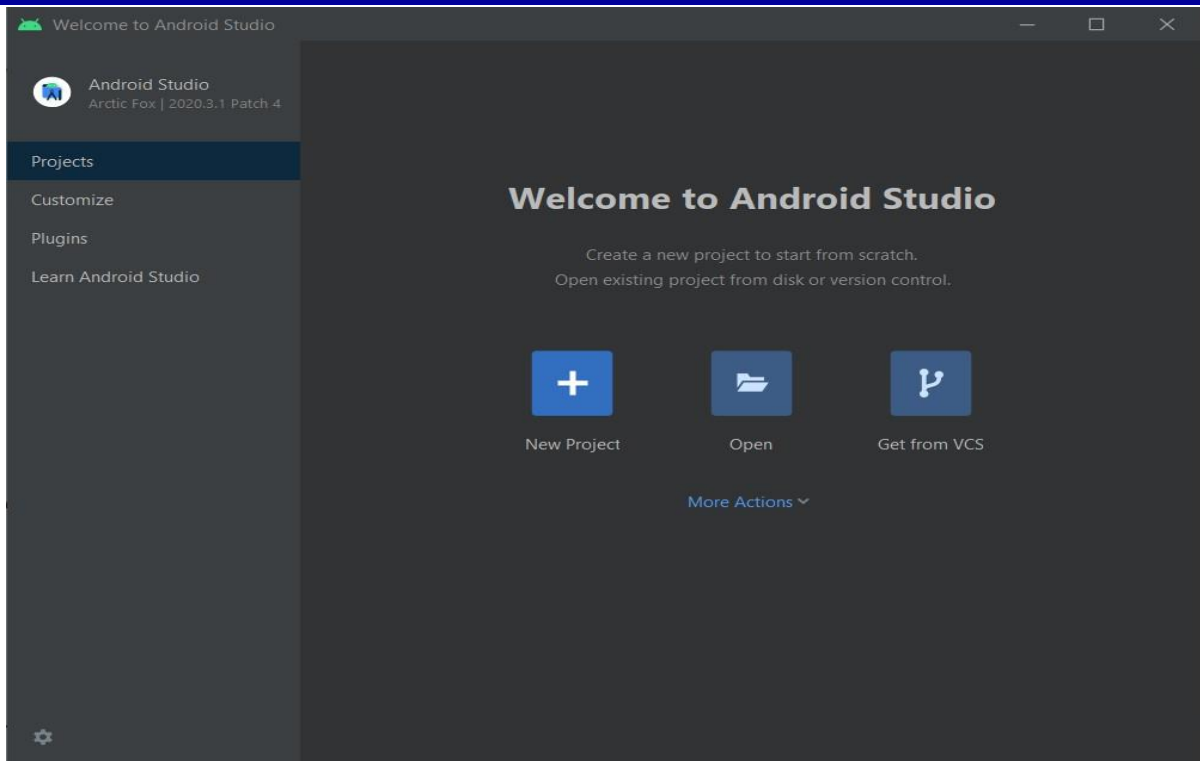 Welcome to Android Studio
Android Studio
Arctic Fox | 2020.3.1 Patch 4
Projects
Customize
Plugins
Learn Android Studio
Welcome to Android Studio
Create a new project to start from scratch.
Open existing project from disk or version control.
New Project
Open
Get from VCS
More Actions